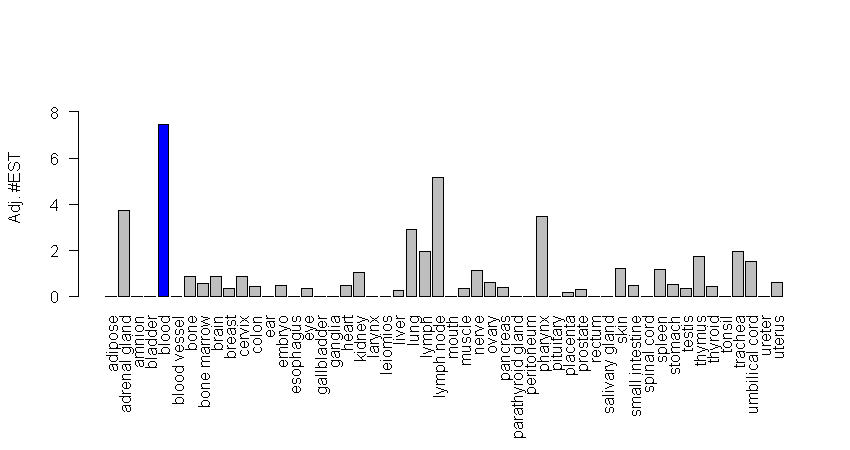 8
6
4
2
0
Adj. #EST
adipose
adrenal gland
amnion
bladder
blood
blood vessel
bone
bone marrow
brain
breast
cervix
colon
ear
embryo
esophagus
eye
gallbladder
ganglia
heart
kidney
larynx
leiomios
liver
lung
lymph
lymph node
mouth
muscle
nerve
ovary
pancreas
parathyroid gland
peritoneum
pharynx
pituitary
placenta
prostate
rectum
salivary gland
skin
small intestine
spinal cord
spleen
stomach
testis
thymus
thyroid
tonsil
trachea
umbilical cord
ureter
uterus